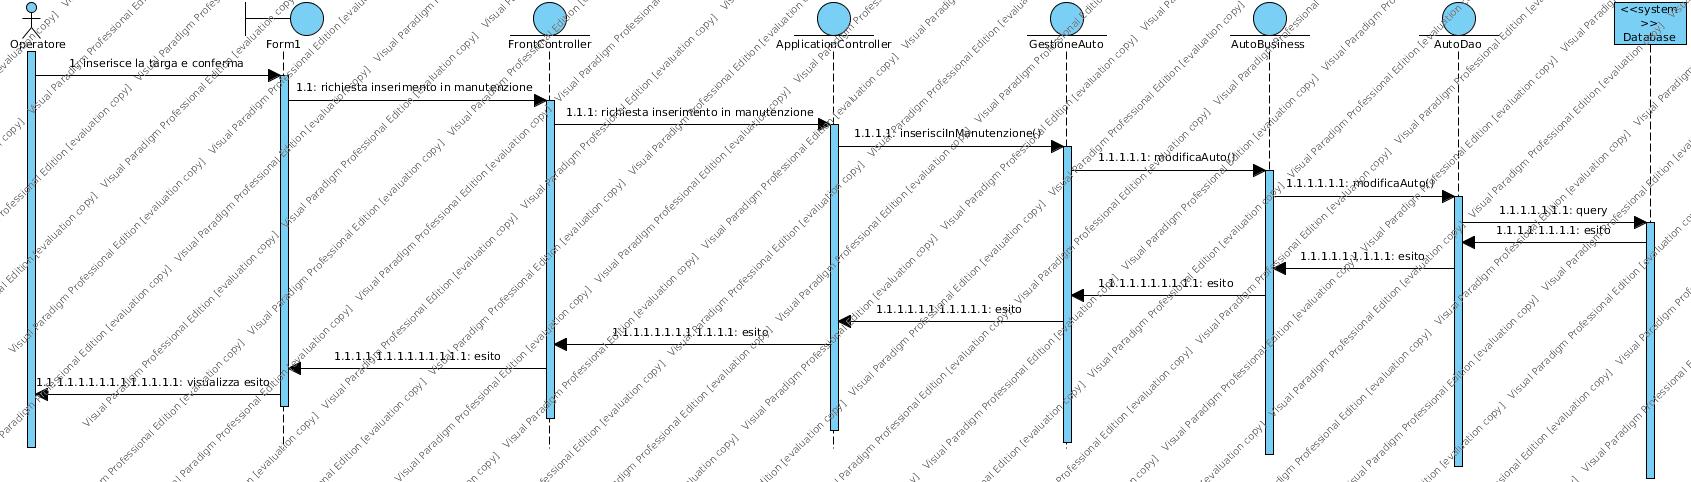 Operatore
Form1
FrontController
ApplicationController
GestioneAuto
AutoBusiness
AutoDao
<<system
>>
Database
1: inserisce la targa e conferma
1.1: richiesta inserimento in manutenzione
1.1.1: richiesta inserimento in manutenzione
1.1.1.1: inserisciInManutenzione()
1.1.1.1.1: modificaAuto()
1.1.1.1.1.1: modificaAuto()
1.1.1.1.1.1.1: query
1.1.1.1.1.1.1.1: esito
1.1.1.1.1.1.1.1.1: esito
1.1.1.1.1.1.1.1.1.1: esito
1.1.1.1.1.1.1.1.1.1.1: esito
1.1.1.1.1.1.1.1.1.1.1.1: esito
1.1.1.1.1.1.1.1.1.1.1.1.1: esito
1.1.1.1.1.1.1.1.1.1.1.1.1.1: visualizza esito
Visual Paradigm Professional Edition [evaluation copy]